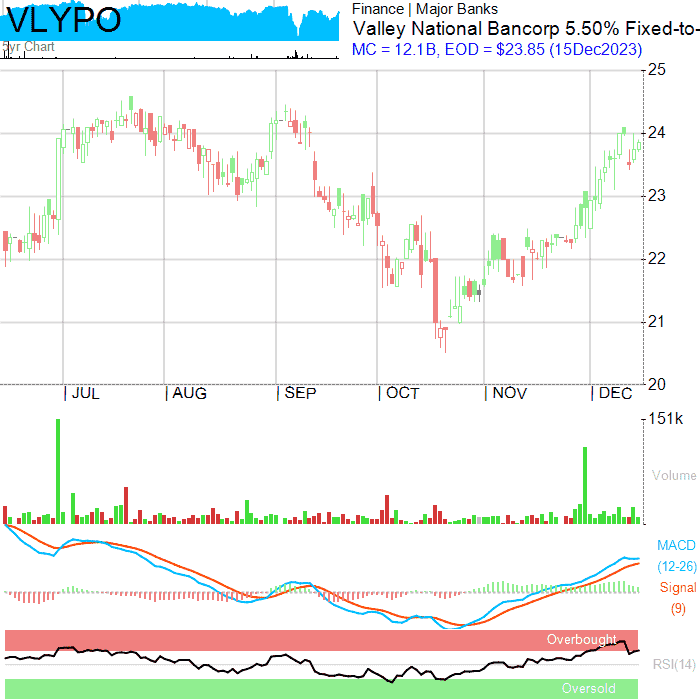 VLYPO
5yr Chart
Finance | Major Banks
Valley National Bancorp 5.50% Fixed-to-
MC = 12.1B, EOD = $23.85 (15Dec2023)
25
24
23
22
21
20
JUL
AUG
SEP
OCT
NOV
DEC
151k
Volume
MACD
(12-26)
Signal
(9)
Overbought
RSI(14)
Oversold